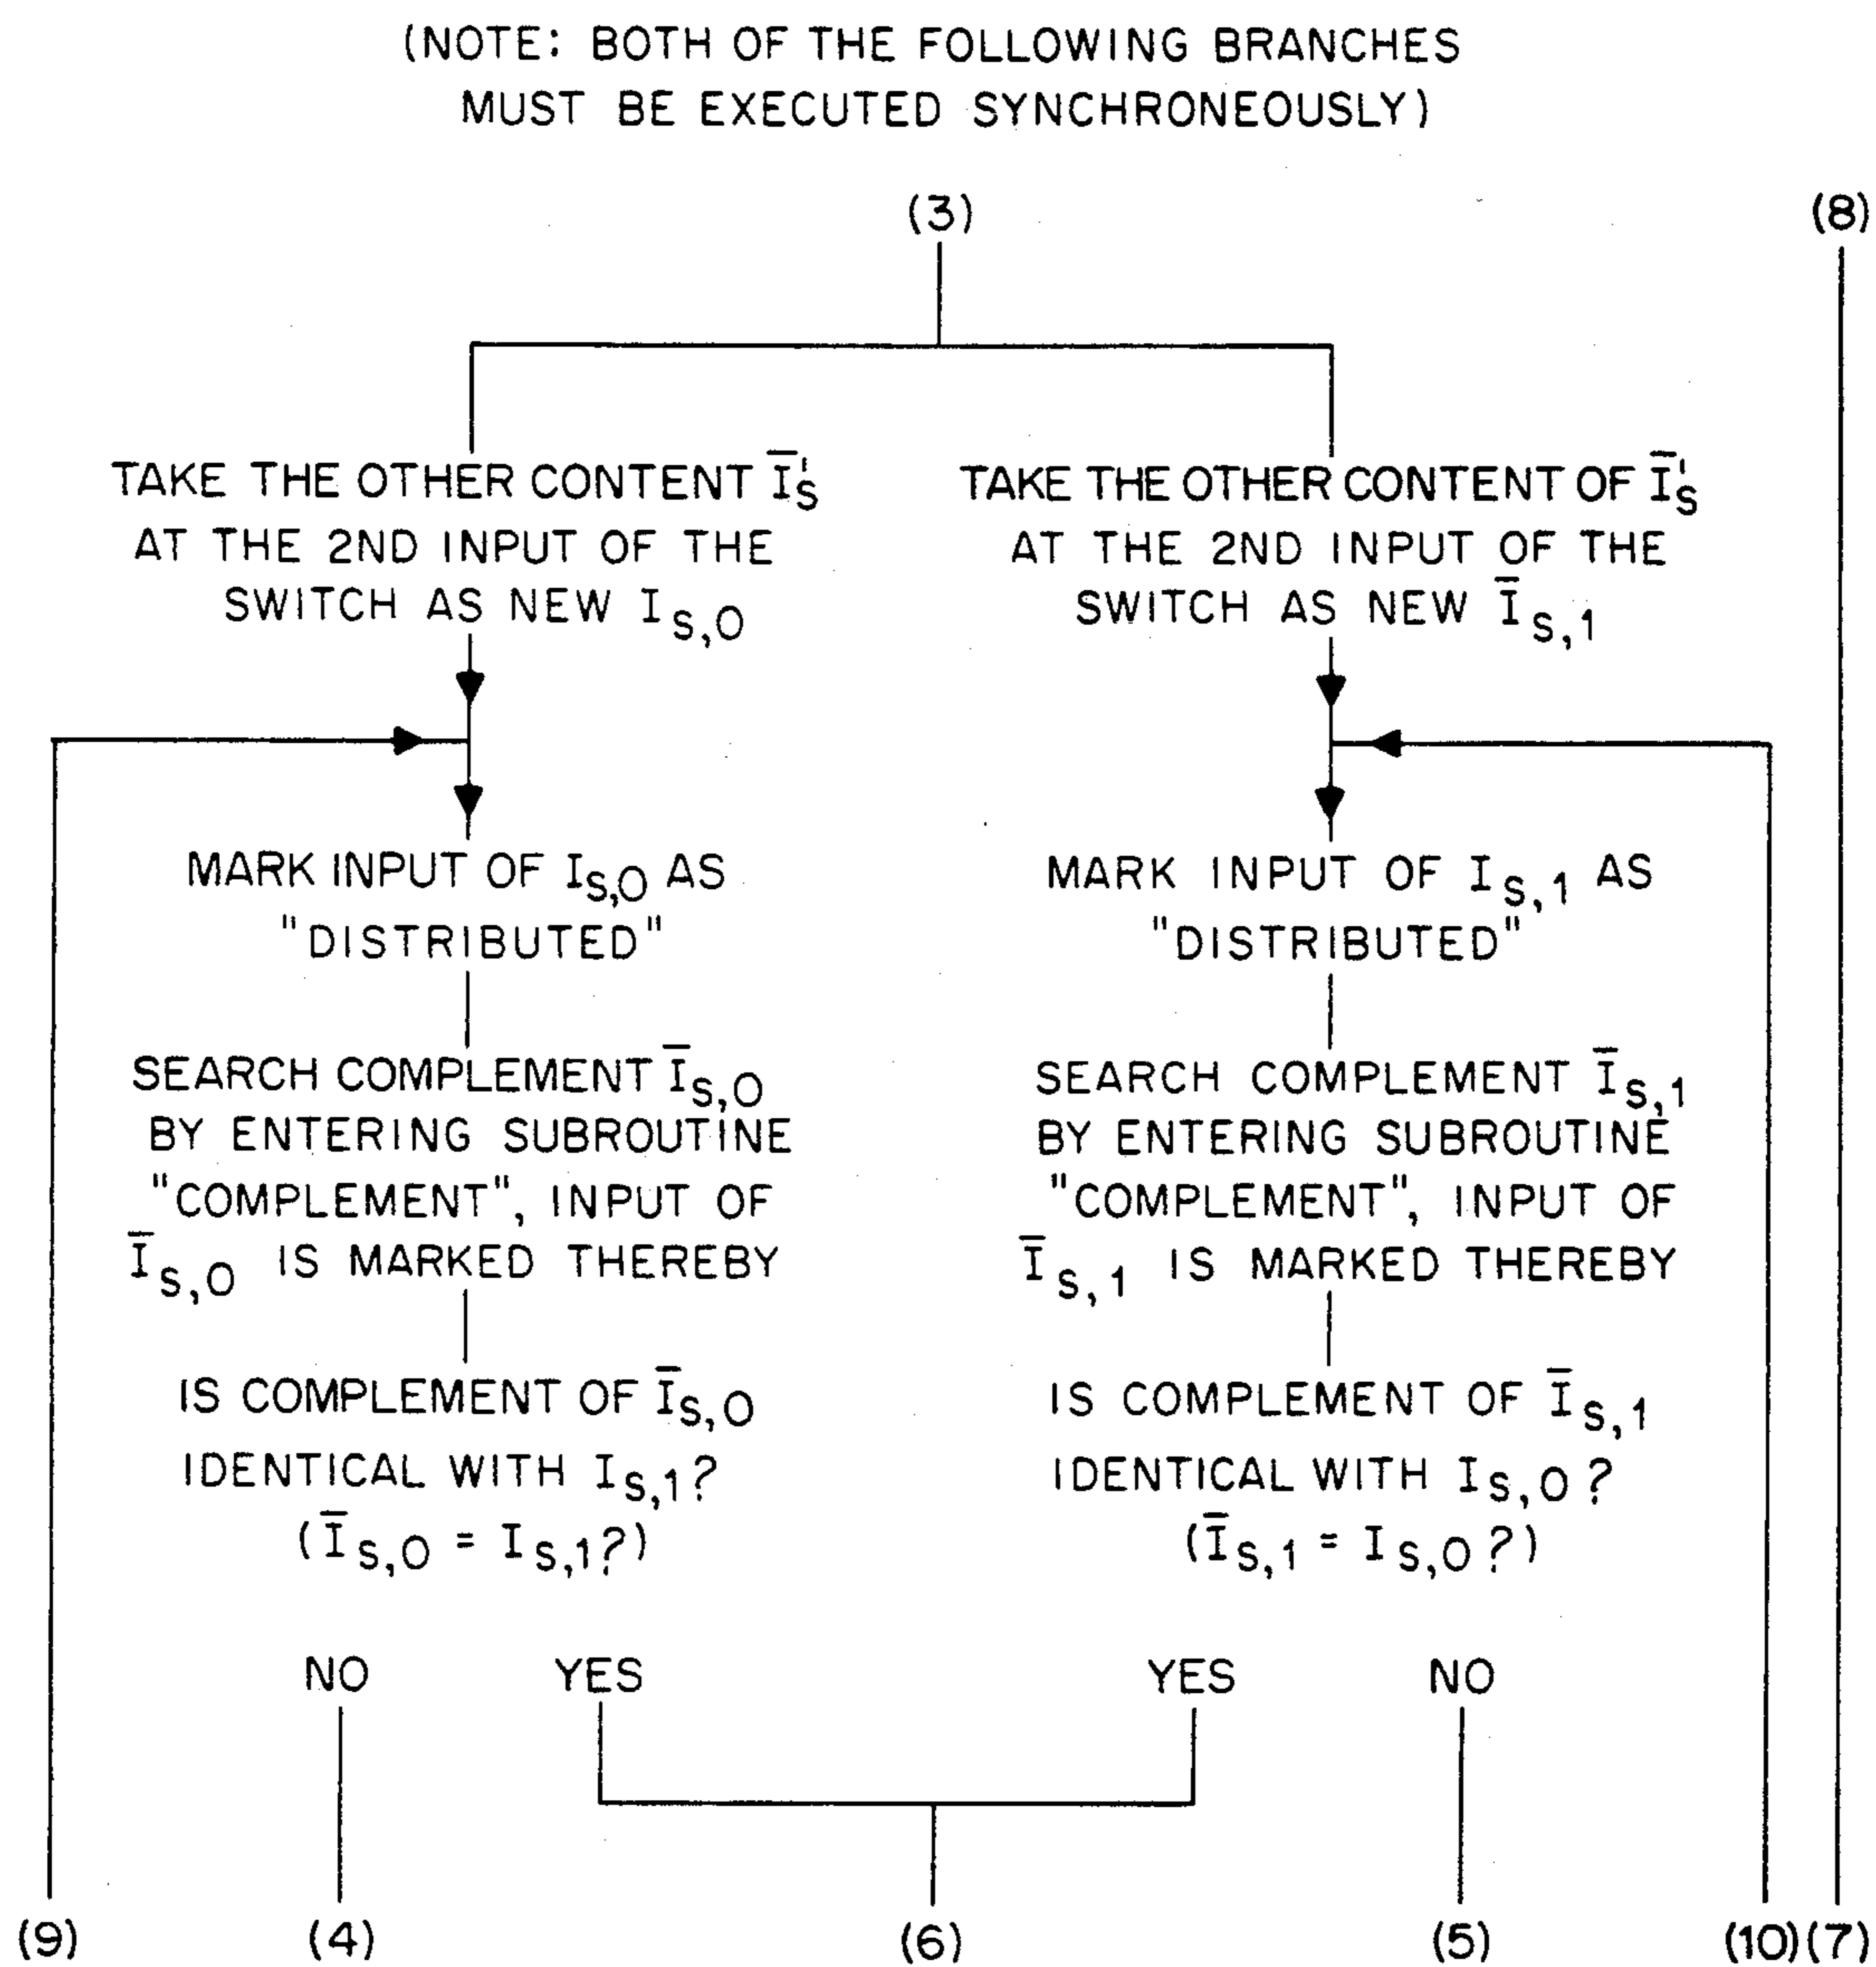 (NOTE: BOTH OF THE FOLLOWING BRANCHES
MUST BE EXECUTED SYNCHRONEOUSLY)
(3)
(8)
TAKE THE OTHER CONTENT Ī'S
AT THE 2ND INPUT OF THE
SWITCH AS NEW IS,0
TAKE THE OTHER CONTENT OF Ī'S
AT THE 2ND INPUT OF THE
SWITCH AS NEW ĪS,1
MARK INPUT OF IS,0 AS
"DISTRIBUTED"
MARK INPUT OF IS,1 AS
"DISTRIBUTED"
SEARCH COMPLEMENT ĪS,0
BY ENTERING SUBROUTINE
"COMPLEMENT", INPUT OF
ĪS,0 IS MARKED THEREBY
SEARCH COMPLEMENT ĪS,1
BY ENTERING SUBROUTINE
"COMPLEMENT", INPUT OF
ĪS,1 IS MARKED THEREBY
IS COMPLEMENT OF ĪS,0
IDENTICAL WITH IS,1?
(ĪS,0 = IS,1?)
IS COMPLEMENT OF ĪS,1
IDENTICAL WITH IS,0?
(ĪS,1 = IS,0?)
NO
YES
YES
NO
(9)
(4)
(6)
(5)
(10)
(7)